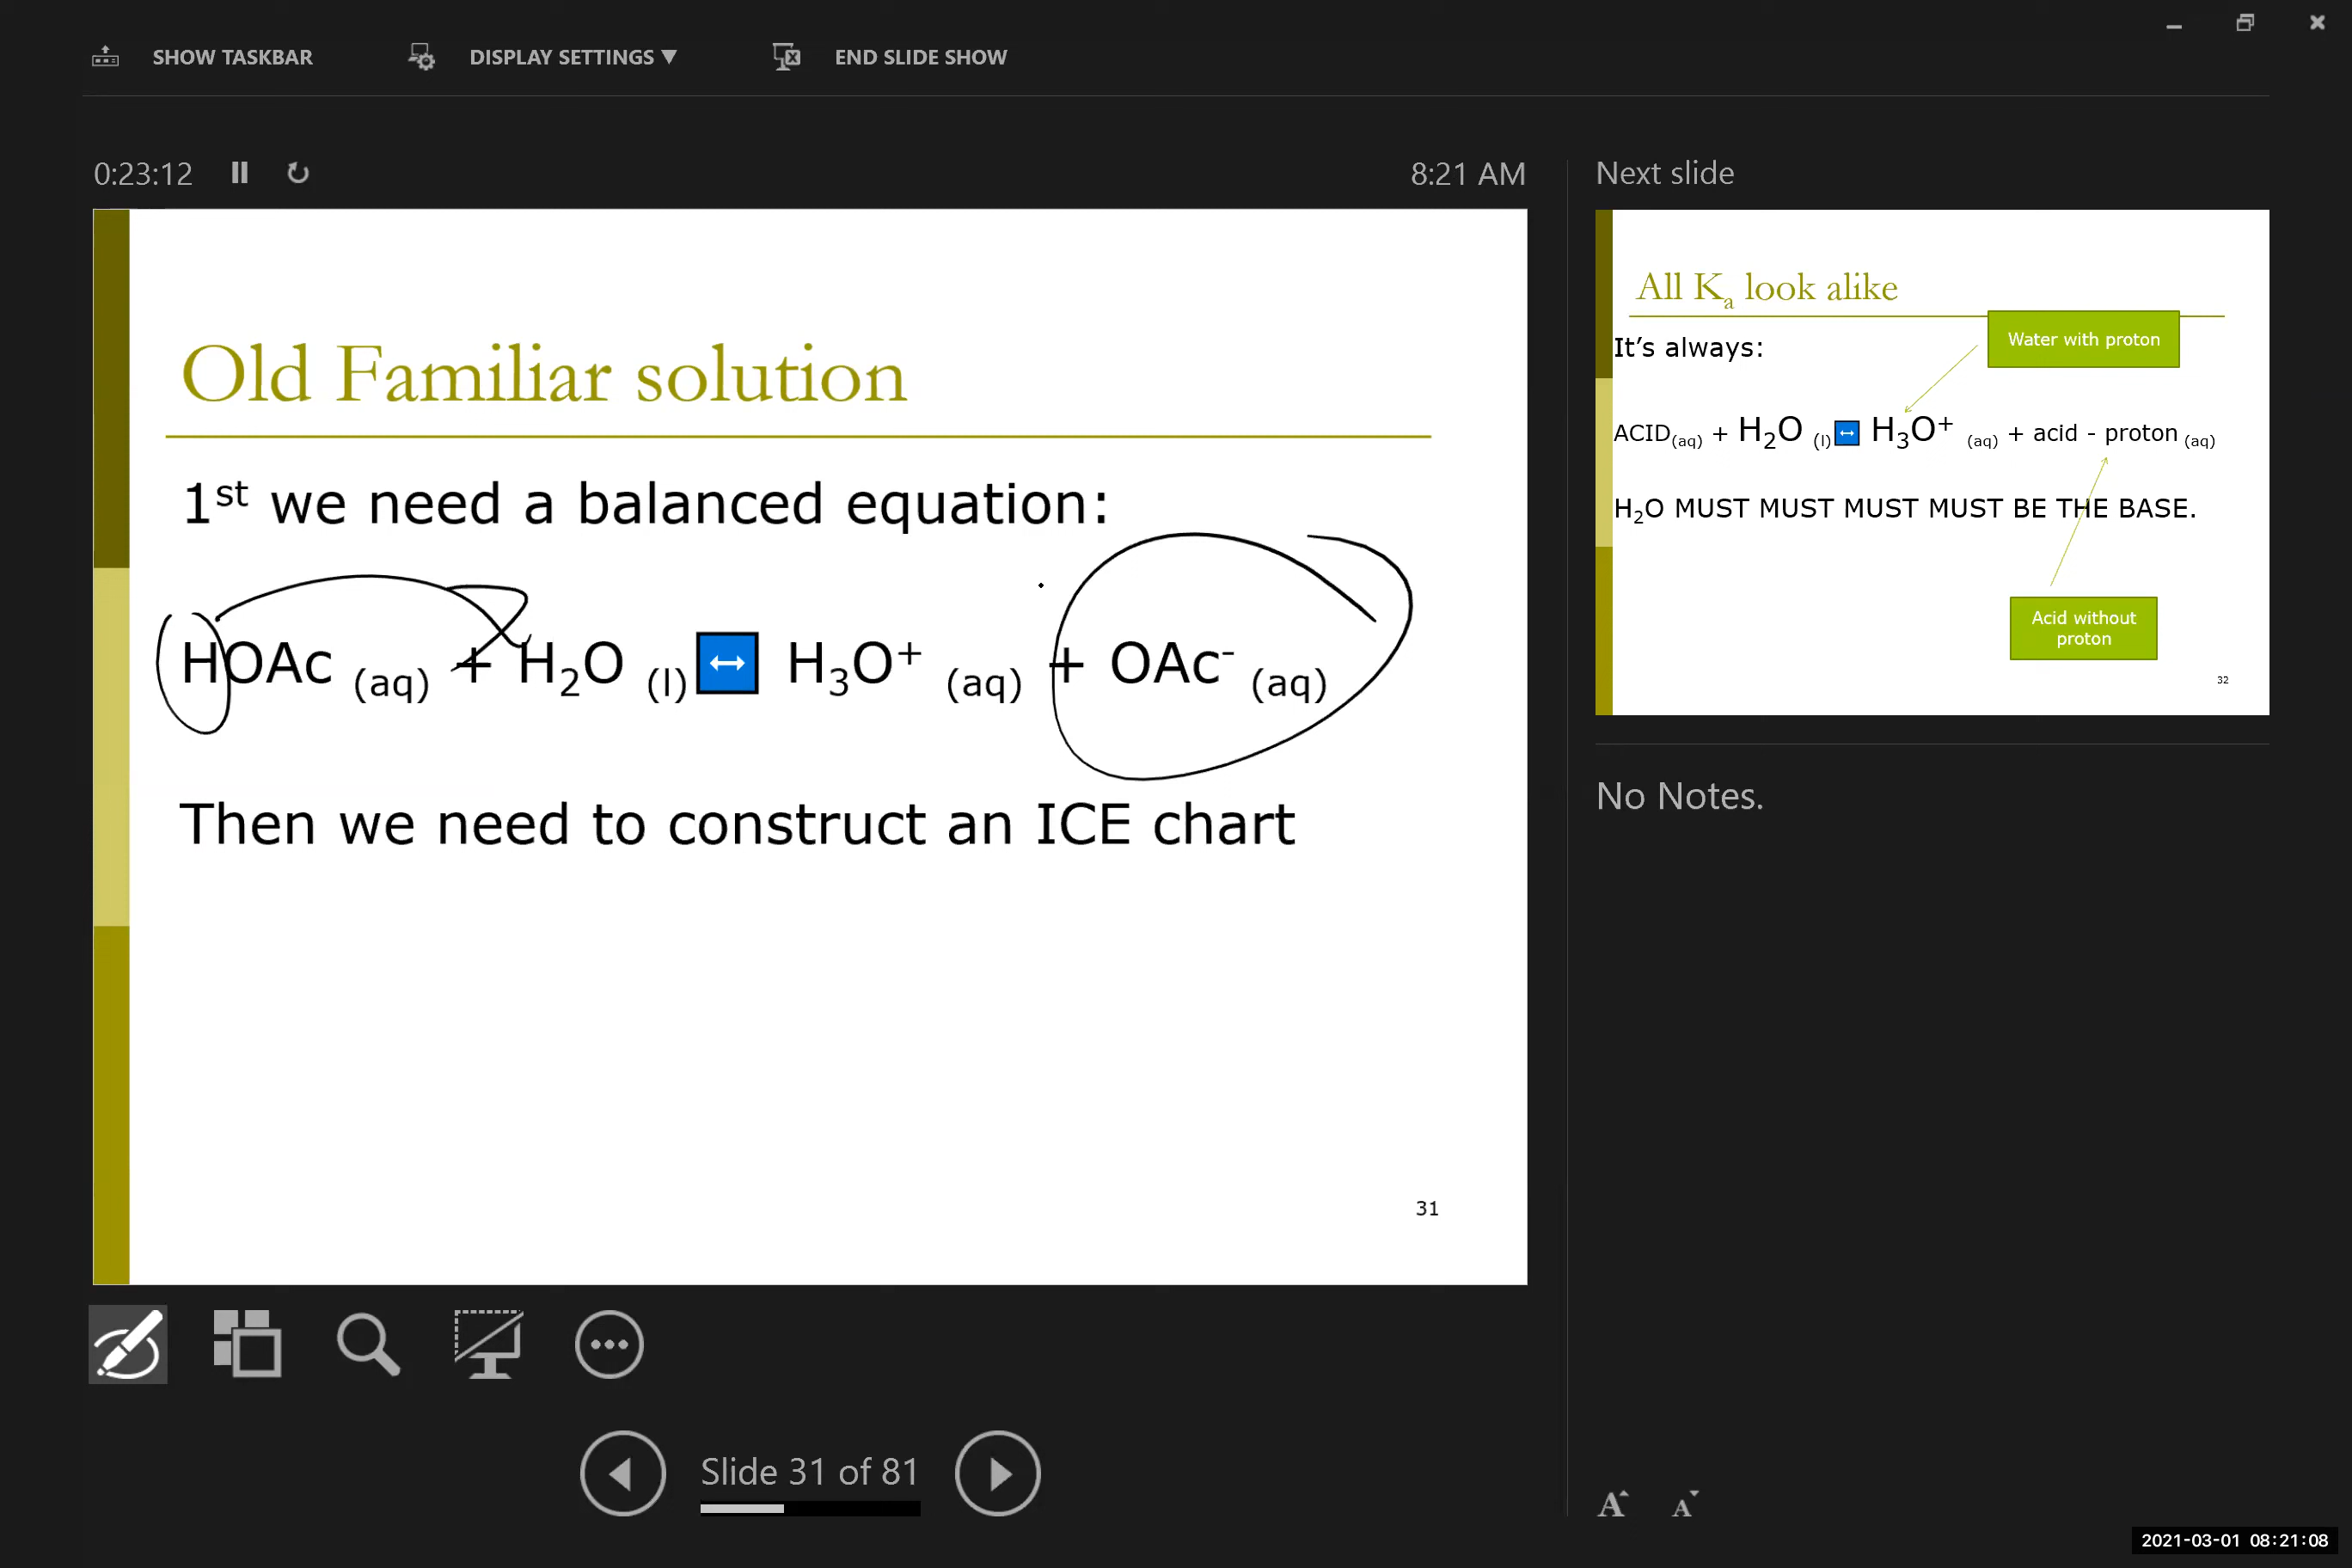 SHOW TASKBAR DISPLAY SETTINGS ▼ END SLIDE SHOW
0:23:12 8:21 AM
Old Familiar solution
1st we need a balanced equation:
HOAc (aq) + H2O (l) ↔ H3O+ (aq) + OAc- (aq)
Then we need to construct an ICE chart
31
Slide 31 of 81
Next slide
All Ka look alike
Water with proton
It's always:
ACID(aq) + H2O (l) ↔ H3O+ (aq) + acid - proton (aq)
H2O MUST MUST MUST MUST BE THE BASE.
Acid without
proton
32
No Notes.
A A
2021-03-01 08:21:08